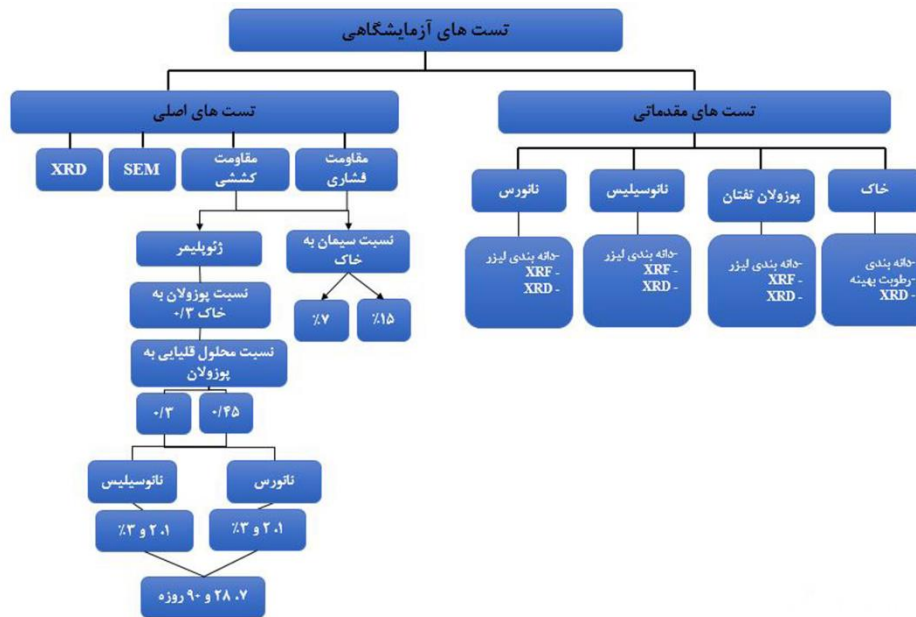 تست های آزمایشگاهی
تست های مقدماتی
تست های اصلی
خاک
پوزولان تفتان
نانوسیلیس
نانورس
-دانه بندی
-رطوبت بهینه
- XRD
-دانه بندی لیزر
- XRF
- XRD
-دانه بندی لیزر
- XRF
- XRD
-دانه بندی لیزر
- XRF
- XRD
مقاومت
فشاری
مقاومت
کششی
SEM
XRD
نسبت سیمان به
خاک
ژئوپلیمر
٪۱۵
٪۷
نسبت پوزولان به
خاک ۰/۳
نسبت محلول قلیایی به
پوزولان
۰/۴۵
۰/۳
نانورس
نانوسیلیس
۲،۱ و ۳٪
۲،۱ و ۳٪
۲۸،۷ و ۹۰ روزه